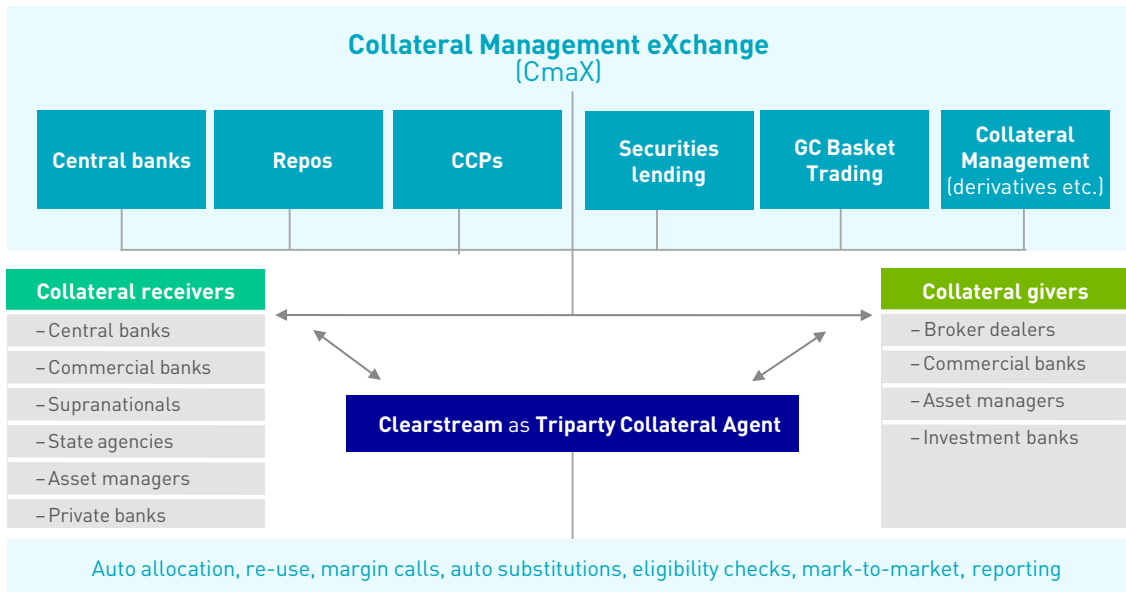 Collateral Management eXchange
(CmaX)
Central banks
Repos
CCPs
Securities
lending
GC Basket
Trading
Collateral
Management
(derivatives etc.)
Collateral receivers
– Central banks
– Commercial banks
– Supranationals
– State agencies
– Asset managers
– Private banks
Collateral givers
– Broker dealers
– Commercial banks
– Asset managers
– Investment banks
Clearstream as Triparty Collateral Agent
Auto allocation, re-use, margin calls, auto substitutions, eligibility checks, mark-to-market, reporting